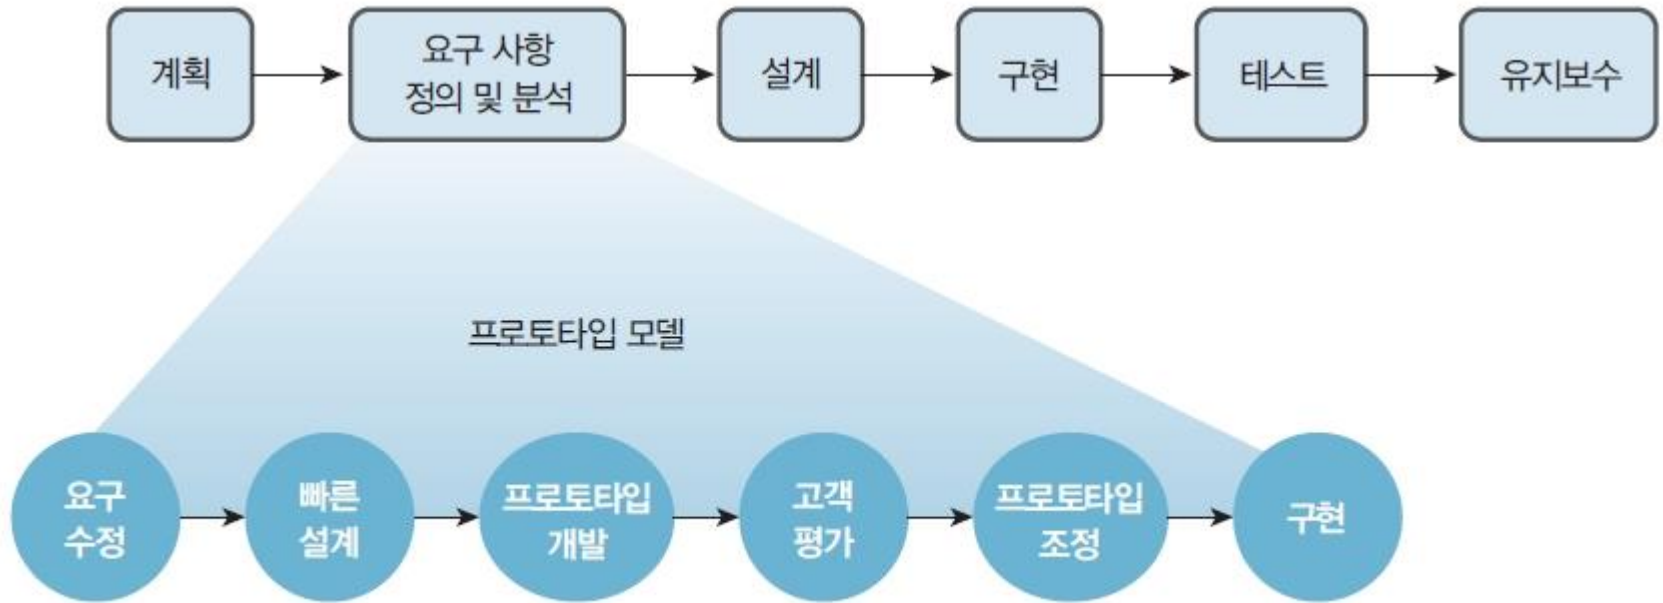 계획
요구 사항
정의 및 분석
설계
구현
테스트
유지보수
프로토타입 모델
요구
수정
빠른
설계
프로토타입
개발
고객
평가
프로토타입
조정
구현